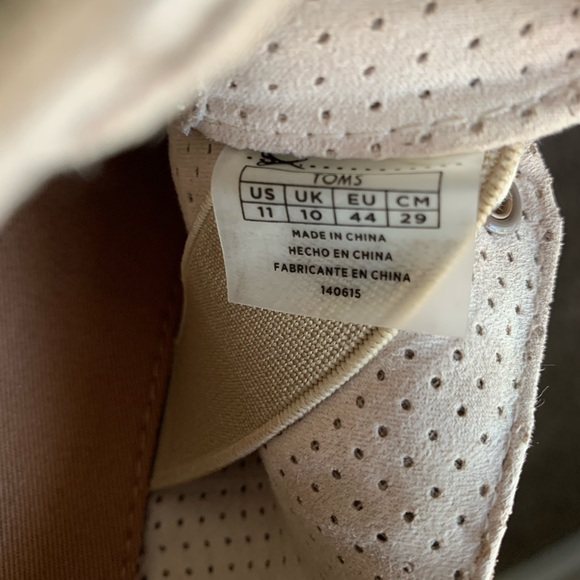 TOMS
US UK EU CM
11 10 44 29
MADE IN CHINA
HECHO EN CHINA
FABRICANTE EN CHINA
140615